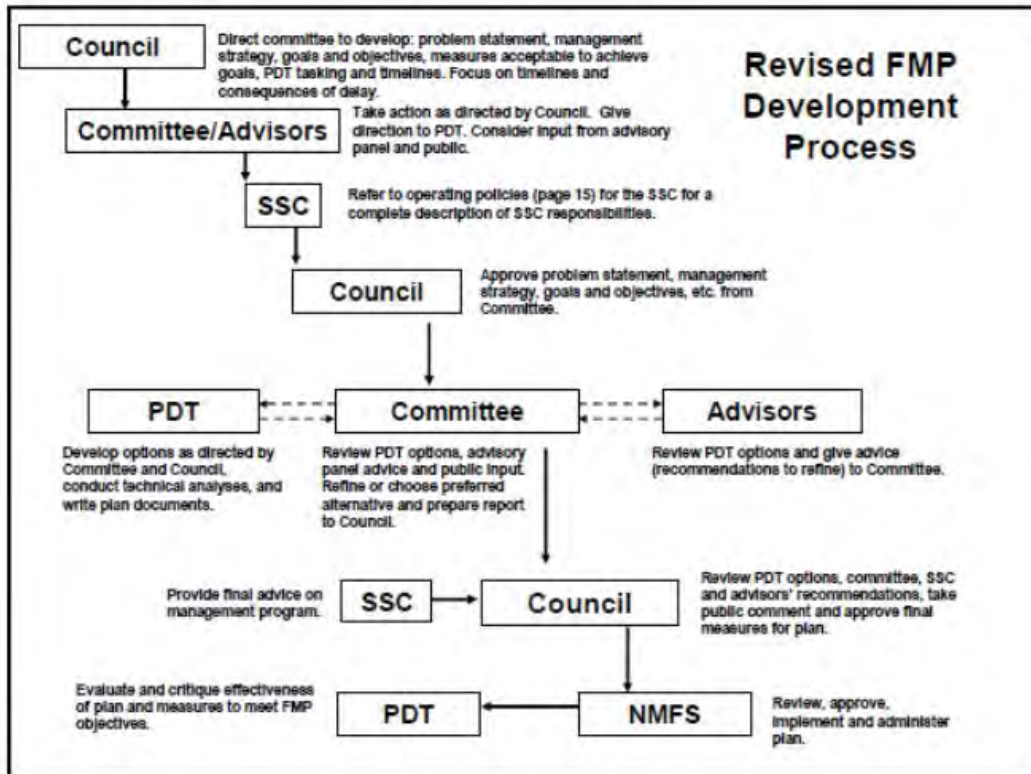 Council
Direct committee to develop: problem statement, management
strategy, goals and objectives, measures acceptable to achieve
goals, PDT tasking and timelines. Focus on timelines and
consequences of delay.
Revised FMP
Development
Process
Committee/Advisors
Take action as directed by Council. Give
direction to PDT. Consider input from advisory
panel and public.
SSC
Refer to operating policies (page 15) for the SSC for a
complete description of SSC responsibilities.
Council
Approve problem statement, management
strategy, goals and objectives, etc. from
Committee.
PDT
Committee
Advisors
Develop options as directed by
Committee and Council,
conduct technical analyses, and
write plan documents.
Review PDT options, advisory
panel advice and public input.
Refine or choose preferred
alternative and prepare report
to Council.
Review PDT options and give advice
(recommendations to refine) to Committee.
Provide final advice on
management program.
SSC
Council
Review PDT options, committee, SSC
and advisors' recommendations, take
public comment and approve final
measures for plan.
Evaluate and critique effectiveness
of plan and measures to meet FMP
objectives.
PDT
NMFS
Review, approve,
implement and administer
plan.